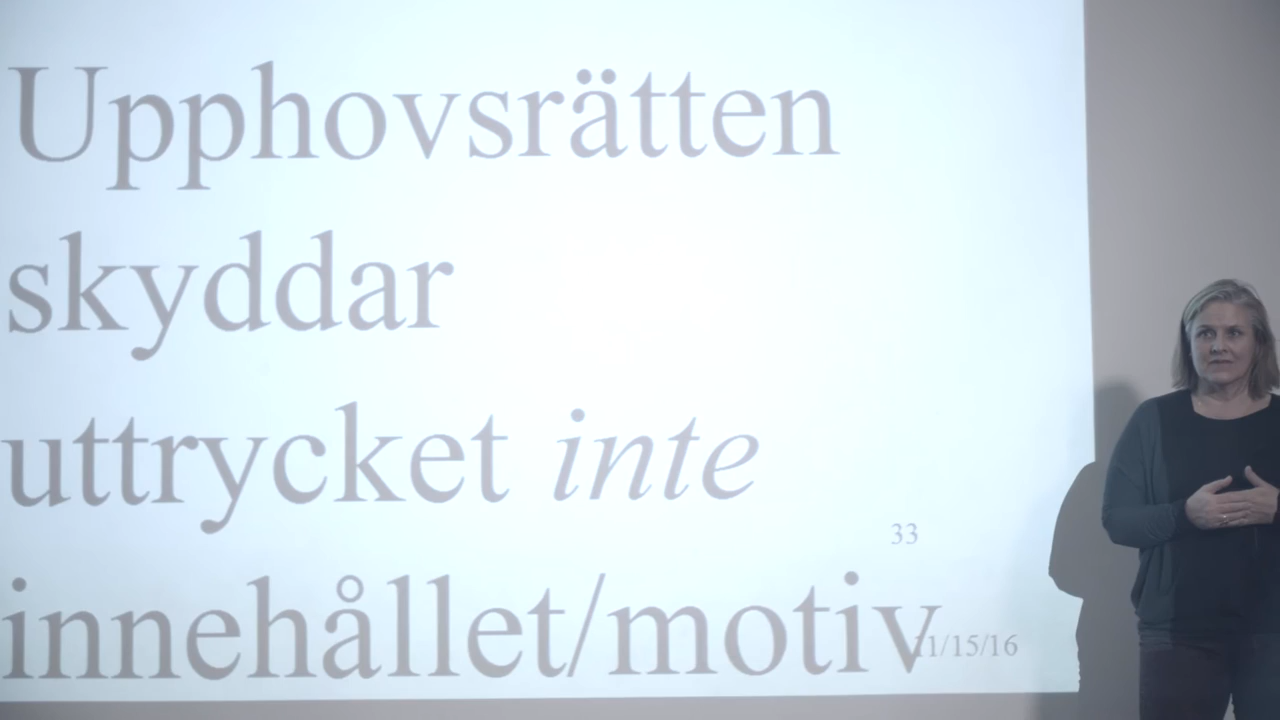 Upphovsrätten
skyddar
uttrycket inte
33
innehållet/motiv
11/15/16